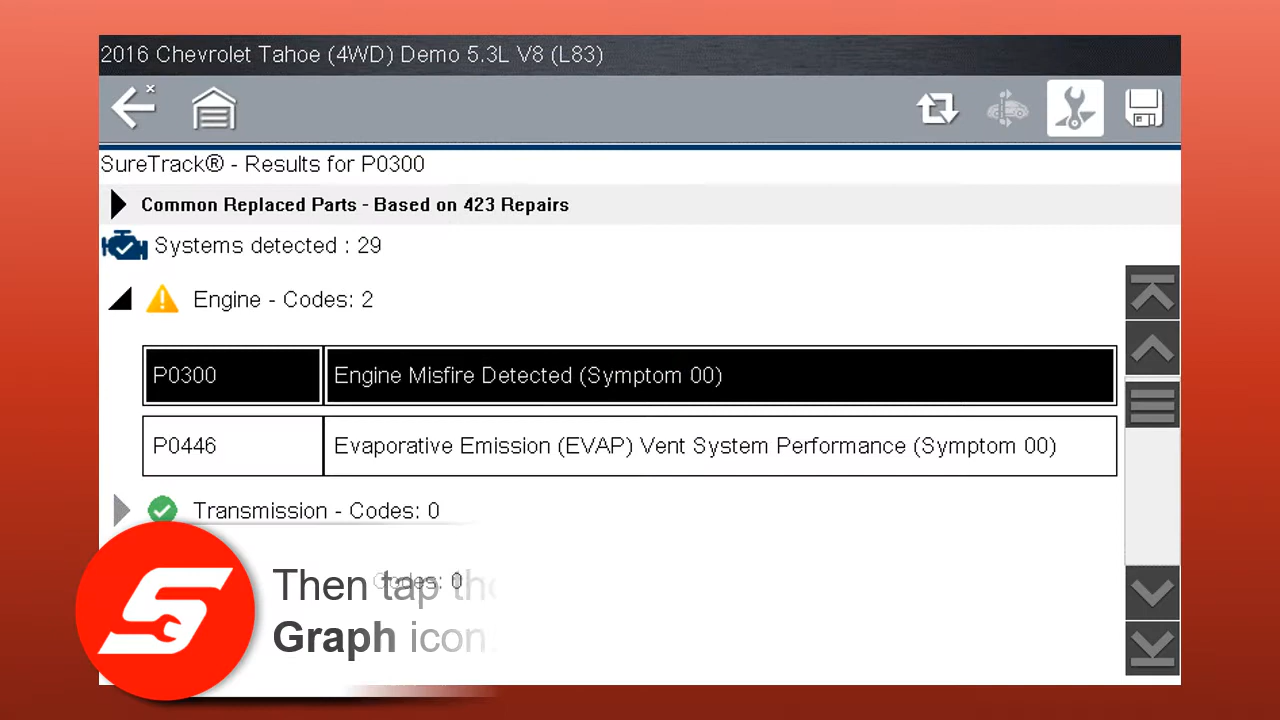 2016 Chevrolet Tahoe (4WD) Demo 5.3L V8 (L83)
SureTrack® - Results for P0300
Common Replaced Parts - Based on 423 Repairs
Systems detected : 29
Engine - Codes: 2
P0300 Engine Misfire Detected (Symptom 00)
P0446 Evaporative Emission (EVAP) Vent System Performance (Symptom 00)
Transmission - Codes: 0
Codes: 0
Then tap the
Graph icon.